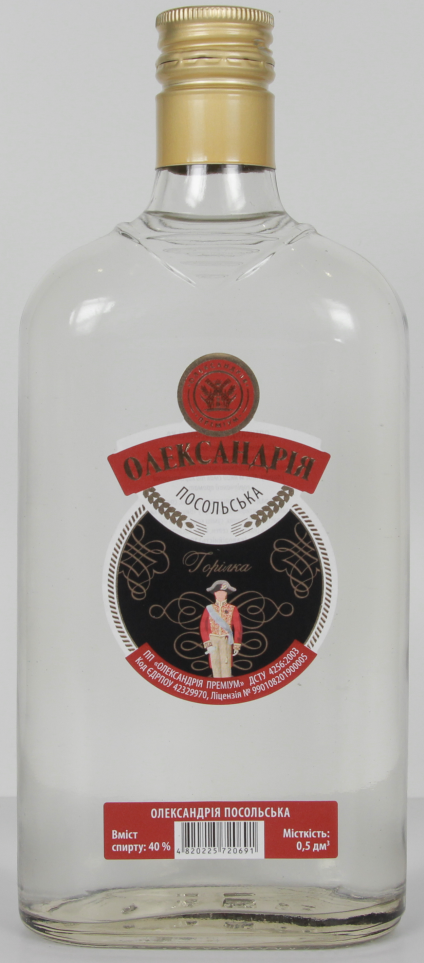 ОЛЕКСАНДРІЯ
ПОСОЛЬСЬКА
Горілка
ПП «ОЛЕКСАНДРІЯ ПРЕМІУМ» ДСТУ 4256:2003
Код ЄДРПОУ 42329970, Ліцензія № 990108201900005
ОЛЕКСАНДРІЯ ПОСОЛЬСЬКА
Вміст
спирту: 40 %
4 820225 720691
Місткість:
0,5 дм³